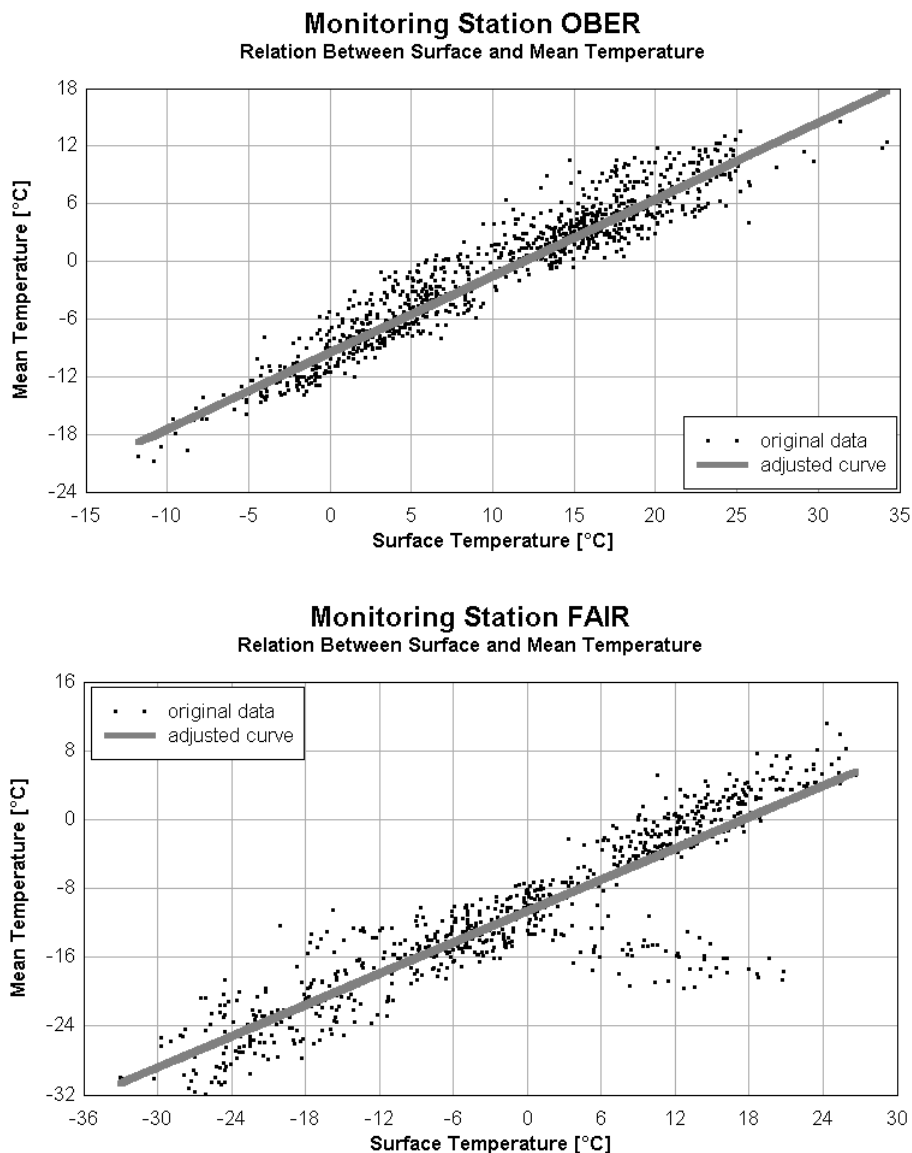 Monitoring Station OBER
Relation Between Surface and Mean Temperature
18
12
6
0
-6
-12
-18
-24
Mean Temperature [°C]
original data
adjusted curve
-15 -10 -5 0 5 10 15 20 25 30 35
Surface Temperature [°C]
Monitoring Station FAIR
Relation Between Surface and Mean Temperature
16
8
0
-8
-16
-24
-32
Mean Temperature [°C]
original data
adjusted curve
-36 -30 -24 -18 -12 -6 0 6 12 18 24 30
Surface Temperature [°C]